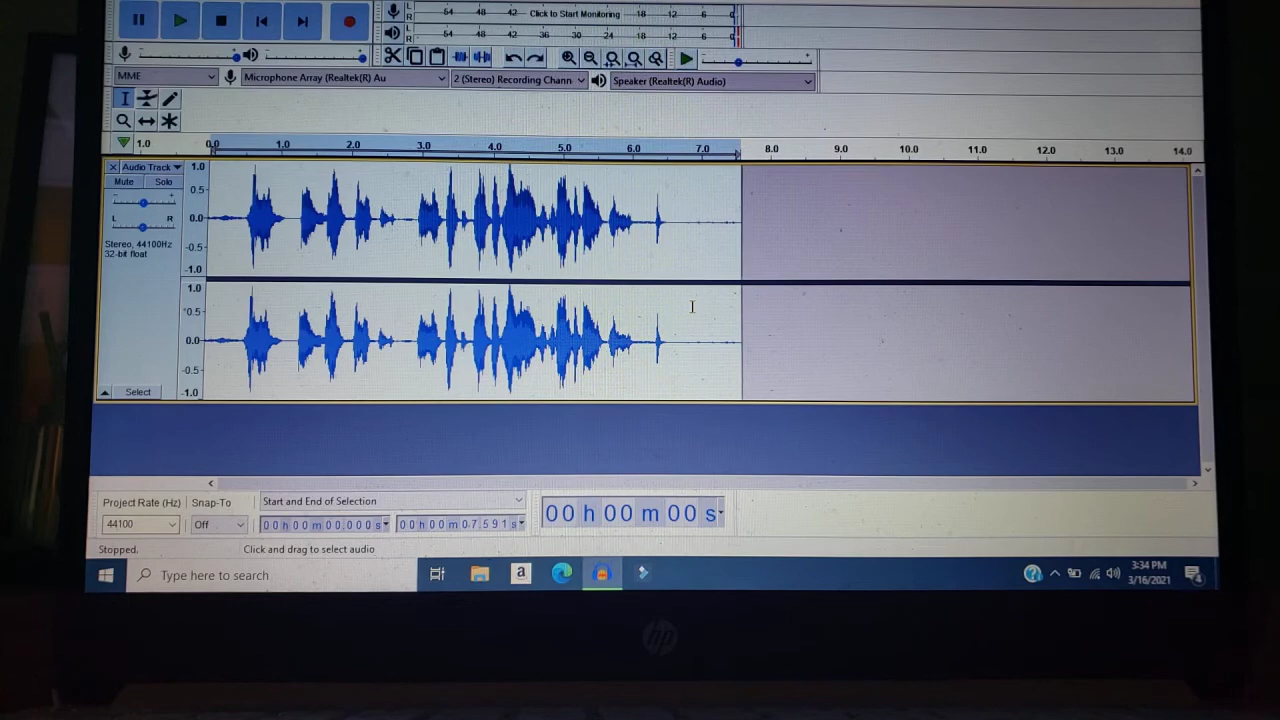 L
R
54 48 42 Click to Start Monitoring 18 12 6 0
L
R
54 48 42 36 30 24 18 12 6 0
MME
Microphone Array (Realtek(R) Au
2 (Stereo) Recording Chann
Speaker (Realtek(R) Audio)
1.0 0.0 1.0 2.0 3.0 4.0 5.0 6.0 7.0 8.0 9.0 10.0 11.0 12.0 13.0 14.0
Audio Track
Mute Solo
L R
Stereo, 44100Hz
32-bit float
1.0
0.5
0.0
-0.5
-1.0
1.0
0.5
0.0
-0.5
-1.0
Select
Project Rate (Hz) Snap-To Start and End of Selection
44100 Off 00 h 00 m 00.000 s 00 h 00 m 07.591 s
00 h 00 m 00 s
Stopped. Click and drag to select audio
Type here to search
a
3:34 PM
3/16/2021
4
hp